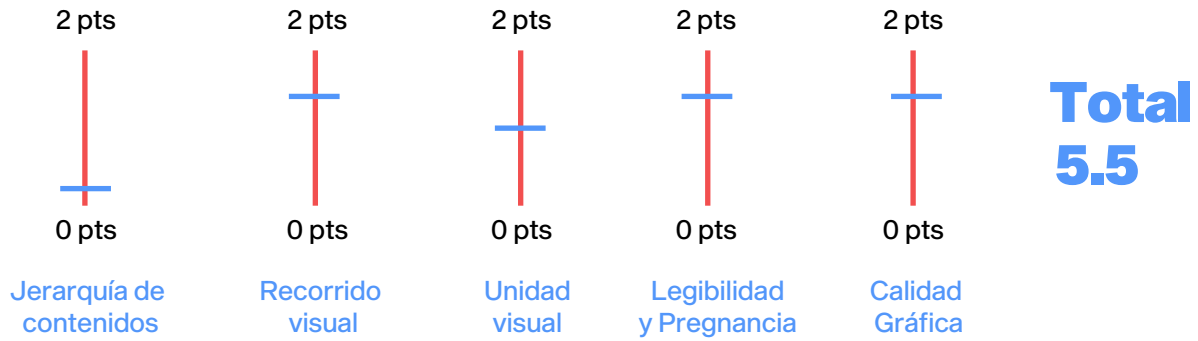 2 pts
2 pts
2 pts
2 pts
2 pts
Total
5.5
0 pts
0 pts
0 pts
0 pts
0 pts
Jerarquía de
contenidos
Recorrido
visual
Unidad
visual
Legibilidad
y Pregnancia
Calidad
Gráfica